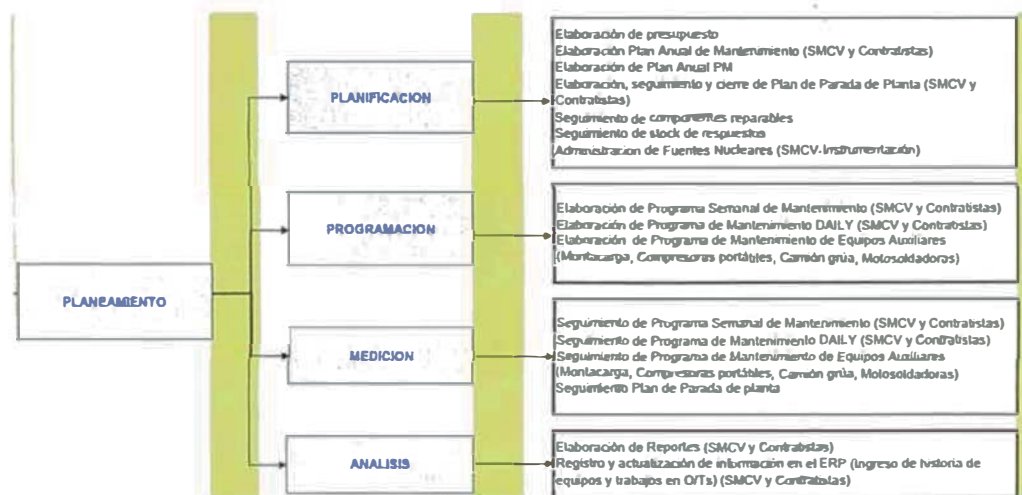 Elaboración de presupuesto
Elaboración Plan Anual de Mantenimiento (SMCV y Contratistas)
Elaboración de Plan Anual PM
Elaboración, seguimiento y cierre de Plan de Parada de Planta (SMCV y
Contratistas)
Seguimiento de componentes reparables
Seguimiento de stock de respuestos
Administracion de Fuentes Nucleares (SMCV-Instrumentación)
PLANIFICACION
Elaboración de Programa Semanal de Mantenimiento (SMCV y Contratistas)
Elaboración de Programa de Mantenimiento DAILY (SMCV y Contratistas)
Elaboración de Programa de Mantenimiento de Equipos Auxiliares
(Montacarga, Compresoras portátiles, Camión grúa, Motosoldadoras)
PROGRAMACION
PLANEAMIENTO
Seguimiento de Programa Semanal de Mantenimiento (SMCV y Contratistas)
Seguimiento de Programa de Mantenimiento DAILY (SMCV y Contratistas)
Seguimiento de Programa de Mantenimiento de Equipos Auxiliares
(Montacarga, Compresoras portátiles, Camión grúa, Motosoldadoras)
Seguimiento Plan de Parada de planta
MEDICION
Elaboración de Reportes (SMCV y Contratistas)
Registro y actualización de información en el ERP (Ingreso de historia de
equipos y trabajos en O/Ts) (SMCV y Contratistas)
ANALISIS